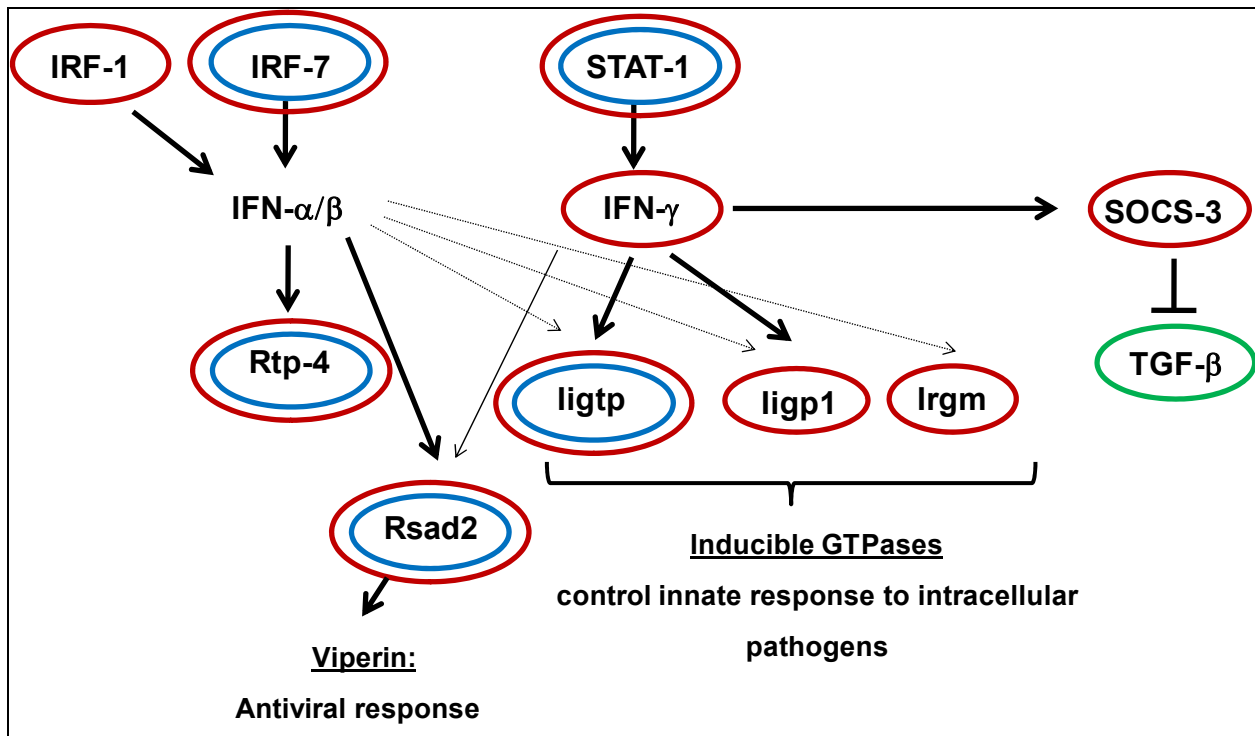 IRF-1
IRF-7
STAT-1
IFN-α/β
IFN-γ
SOCS-3
Rtp-4
Iigtp
Iigp1
Irgm
TGF-β
Rsad2
Inducible GTPases
control innate response to intracellular
pathogens
Viperin:
Antiviral response